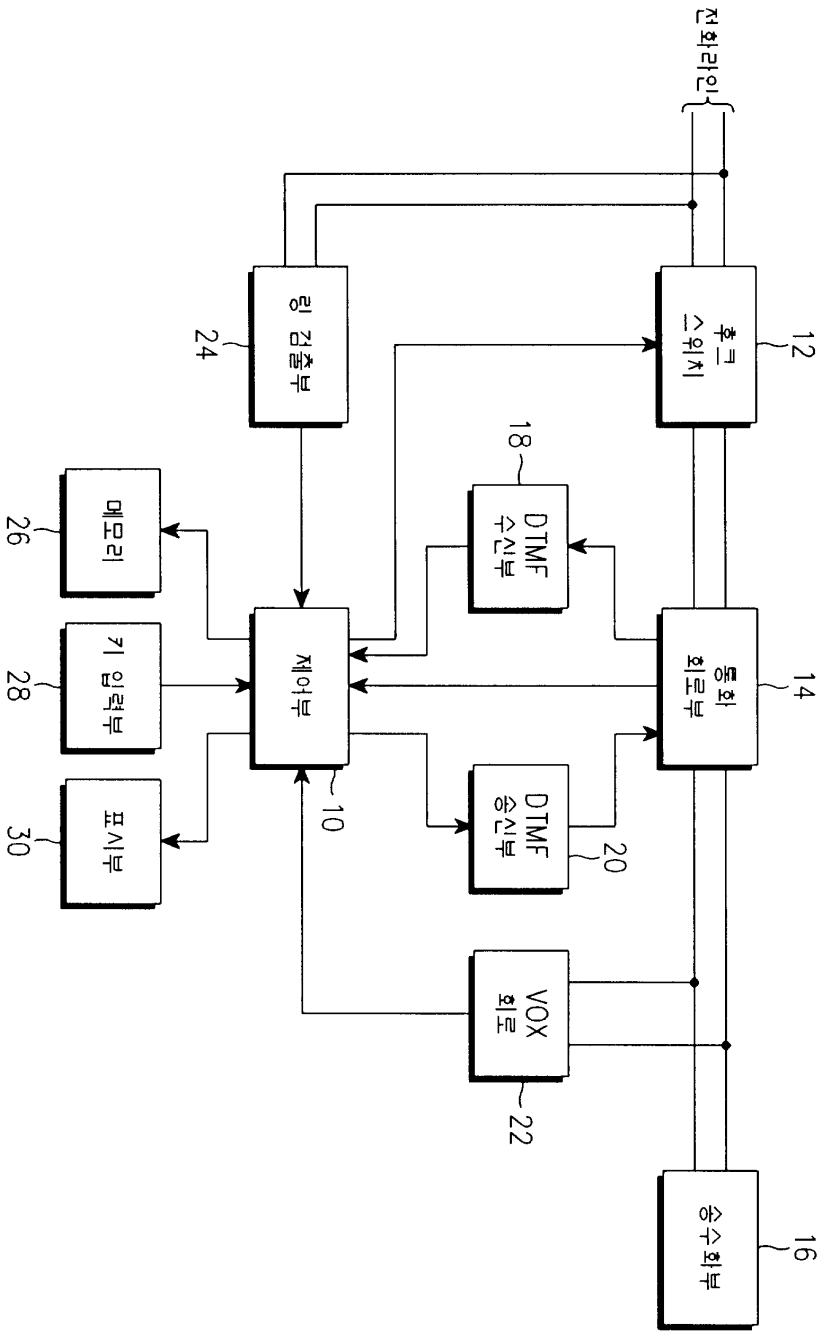 전화라인
12
후크
스위치
14
통화
회로부
16
송수화부
18
DTMF
수신부
20
DTMF
송신부
VOX
회로
22
24
링 검출부
제어부
10
26
메모리
28
키 입력부
30
표시부